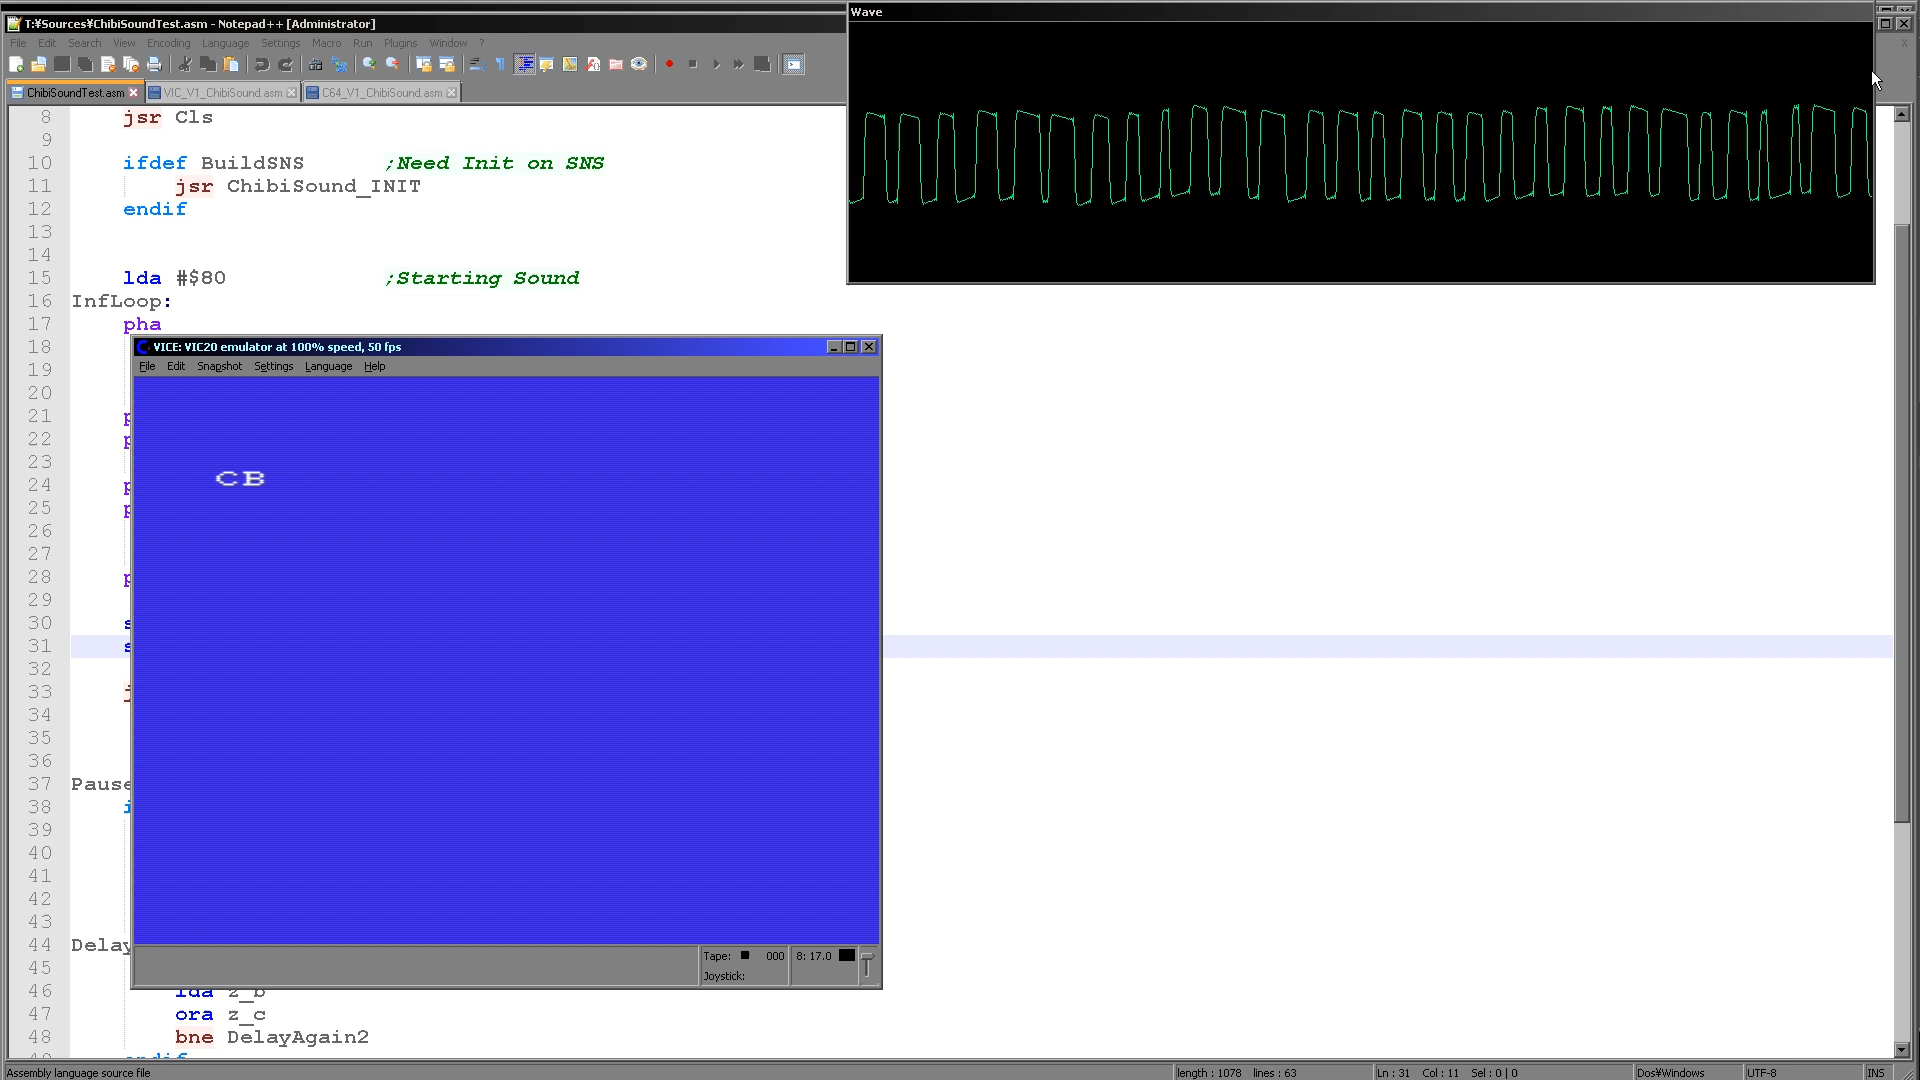 T:¥Sources¥ChibiSoundTest.asm - Notepad++ [Administrator]
Wave
File Edit Search View Encoding Language Settings Macro Run Plugins Window ?
ChibiSoundTest.asm VIC_V1_ChibiSound.asm C64_V1_ChibiSound.asm
8 jsr Cls
9
10 ifdef BuildSNS ;Need Init on SNS
11 jsr ChibiSound_INIT
12 endif
13
14
15 lda #$80 ;Starting Sound
16 InfLoop:
17 pha
18
19
20
21 p
22 p
23
24 p
25 p
26
27
28 p
29
30 s
31 s
32
33 j
34
35
36
37 Pause
38 i
39
40
41
42
43
44 Delay
45
46 lda z_b
47 ora z_c
48 bne DelayAgain2
49 endif
VICE: VIC20 emulator at 100% speed, 50 fps
File Edit Snapshot Settings Language Help
CB
Tape: 000 8: 17.0
Joystick:
Assembly language source file length : 1078 lines : 63 Ln : 31 Col : 11 Sel : 0 | 0 Dos¥Windows UTF-8 INS